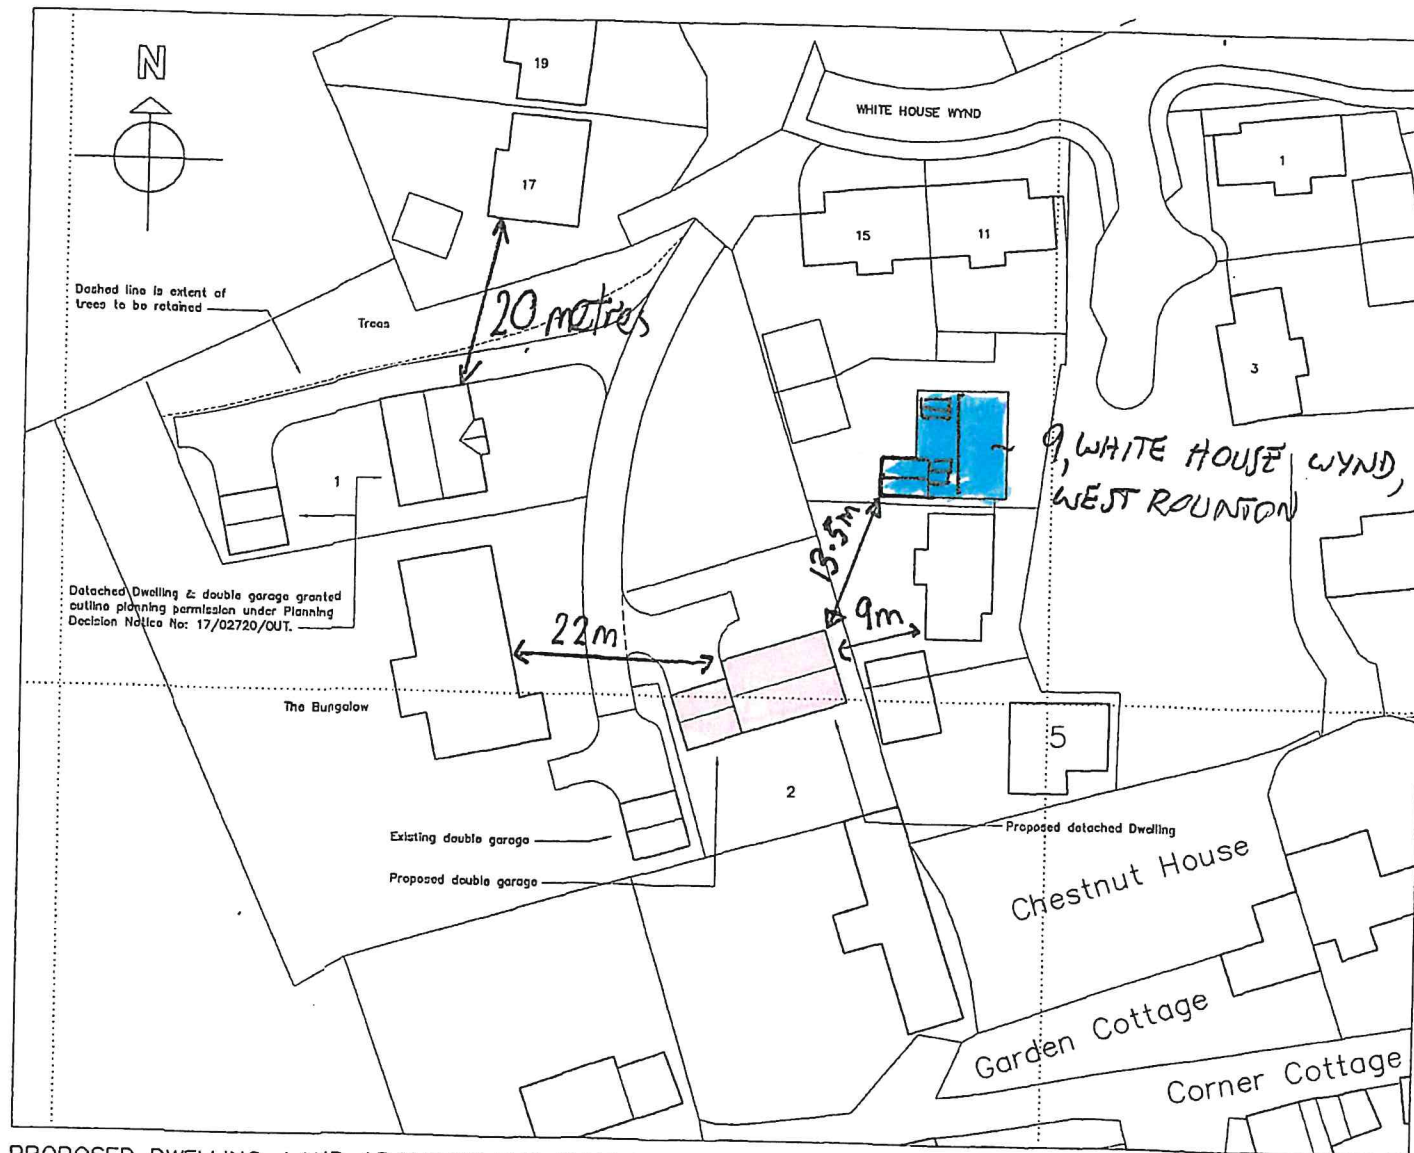 N
19
WHITE HOUSE WYND
17
1
15
11
Dashed line is extent of
trees to be retained
Trees
20 metres
3
9, WHITE HOUSE WYND,
WEST ROUNTON
1
13.5m
Detached Dwelling & double garage granted
outline planning permission under Planning
Decision Notice No: 17/02720/OUT.
22m
9m
The Bungalow
5
2
Existing double garage
Proposed detached Dwelling
Proposed double garage
Chestnut House
Garden Cottage
Corner Cottage
PROPOSED DWELLING